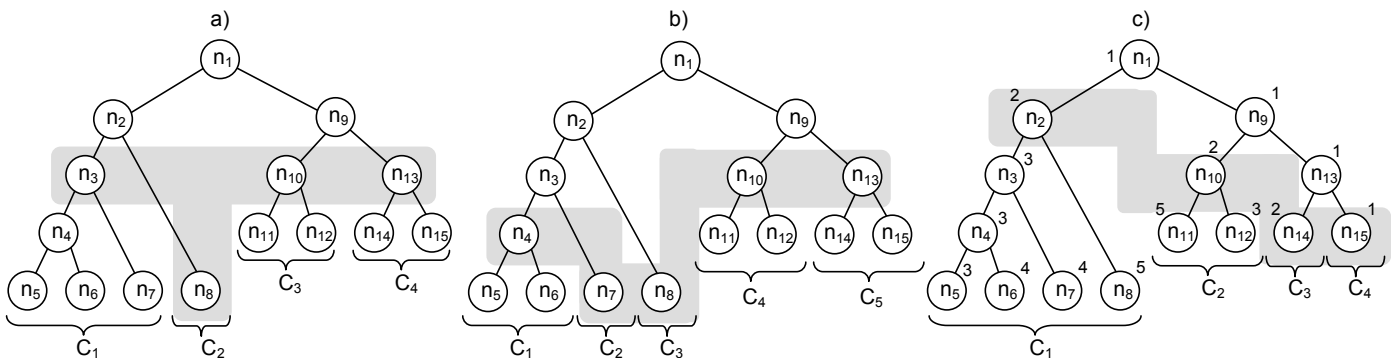 a) b) c)
n1 n1 1 n1
n2 n9 n2 n9 2 n2 1 n9
n3 n10 n13 n3 n10 n13 3 n3 2 n10 1 n13
n4 n11 n12 n14 n15 n4 n11 n12 n14 n15 3 n4 5 n11 3 n12 2 n14 1 n15
n5 n6 n7 n8 n5 n6 n7 n8 3 n5 4 n6 4 n7 5 n8
C3 C4 C4 C5 C2 C3 C4
C1 C2 C1 C2 C3 C1